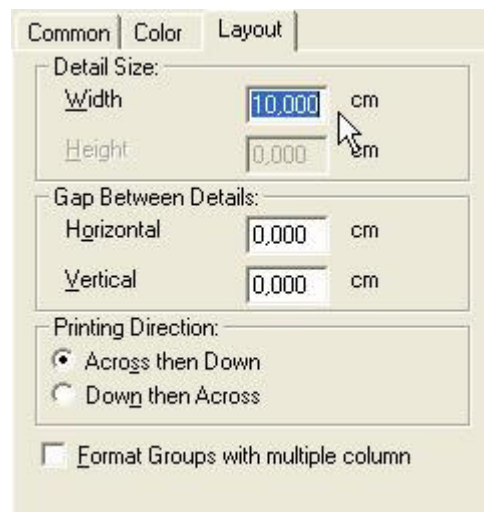 Common Color Layout
Detail Size:
Width 10,000 cm
Height 0,000 cm
Gap Between Details:
Horizontal 0,000 cm
Vertical 0,000 cm
Printing Direction:
Across then Down
Down then Across
Format Groups with multiple column